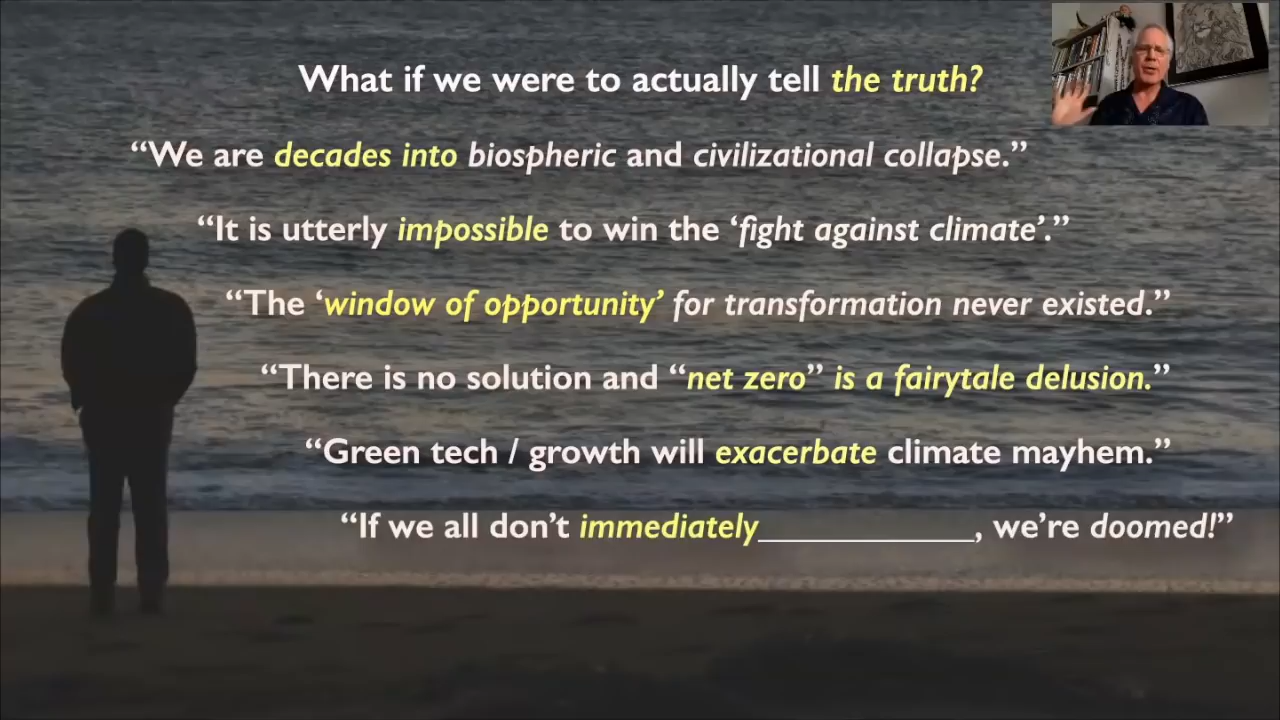 What if we were to actually tell the truth?
“We are decades into biospheric and civilizational collapse.”
“It is utterly impossible to win the ‘fight against climate’.”
“The ‘window of opportunity’ for transformation never existed.”
“There is no solution and “net zero” is a fairytale delusion.”
“Green tech / growth will exacerbate climate mayhem.”
“If we all don’t immediately____________, we’re doomed!”